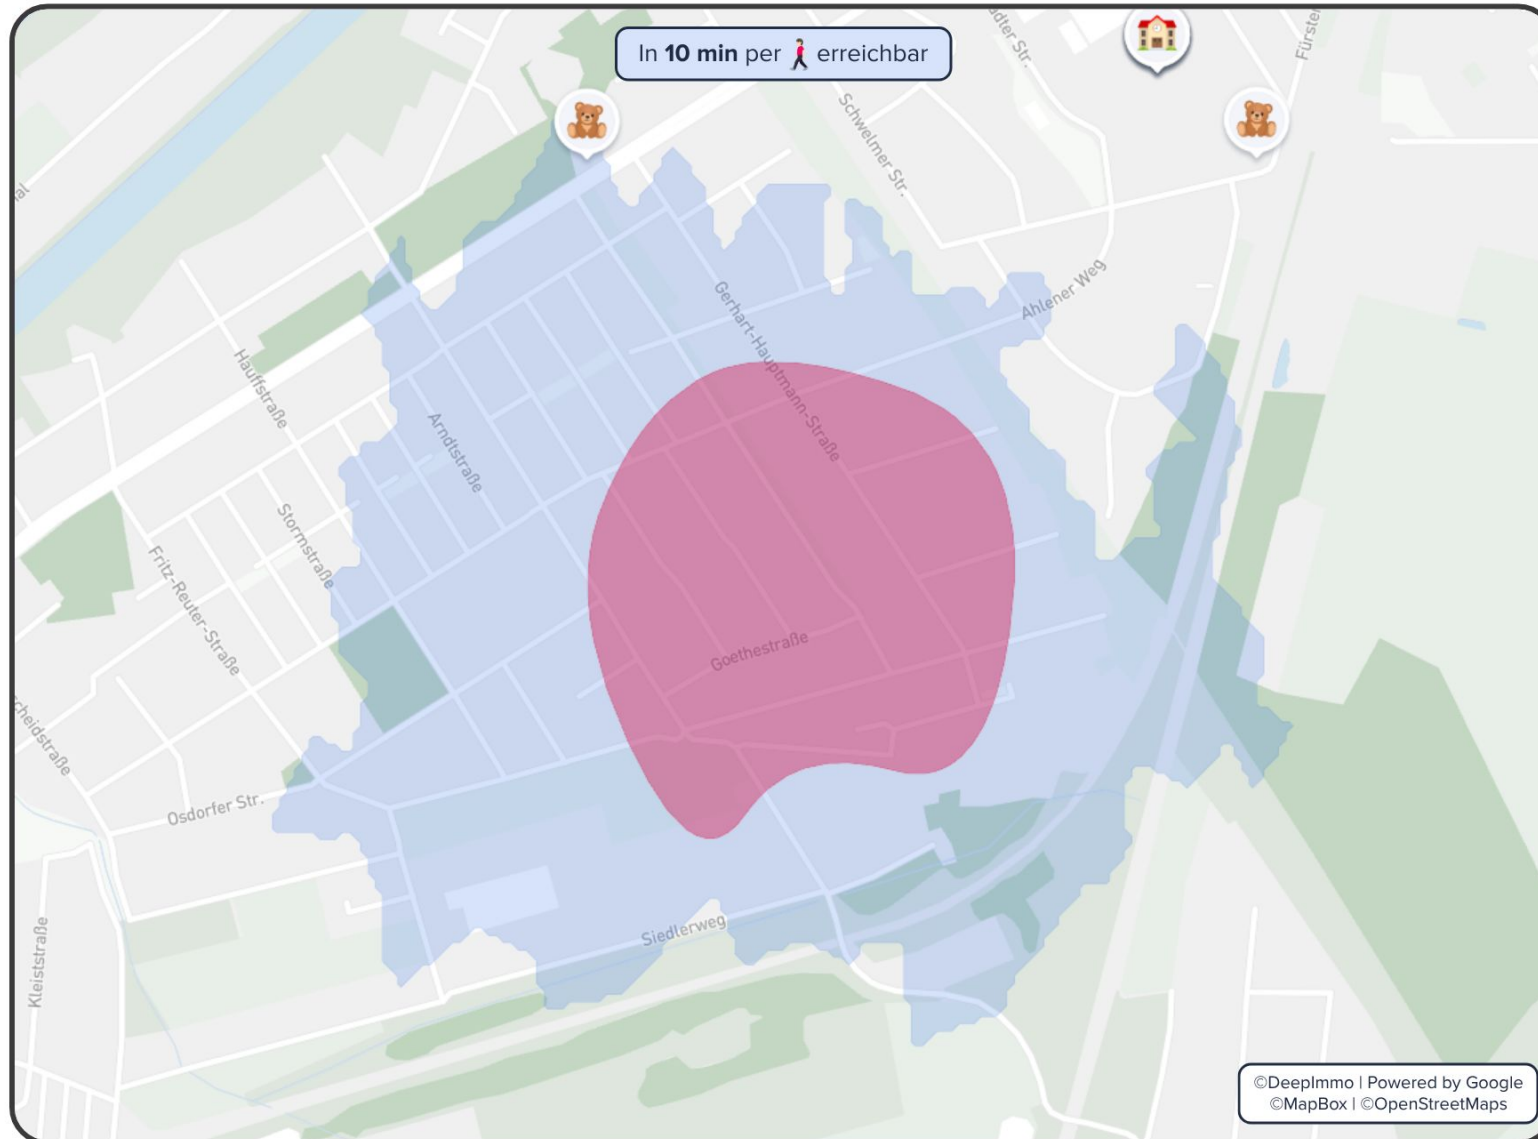 In 10 min per erreichbar
Schwelmer Str.
Ahlener Weg
Gerhart-Hauptmann-Straße
Hauffstraße
Arndtstraße
Stormstraße
Fritz-Reuter-Straße
Goethestraße
Osdorfer Str.
Siedlerweg
Kleiststraße
©DeepImmo | Powered by Google
©MapBox | ©OpenStreetMaps